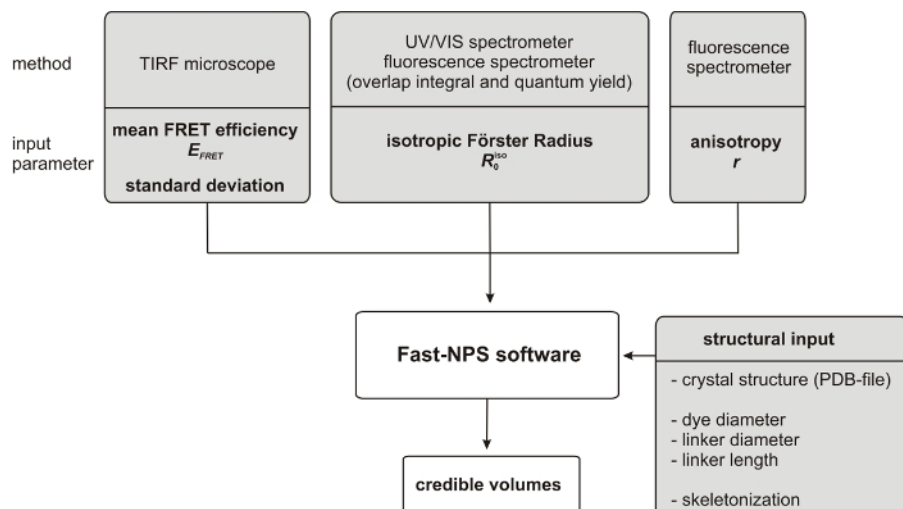 method
TIRF microscope
UV/VIS spectrometer
fluorescence spectrometer
(overlap integral and quantum yield)
fluorescence
spectrometer
input
parameter
mean FRET efficiency
E_FRET
standard deviation
isotropic Förster Radius
R₀^iso
anisotropy
r
Fast-NPS software
structural input
- crystal structure (PDB-file)
- dye diameter
- linker diameter
- linker length
- skeletonization
credible volumes